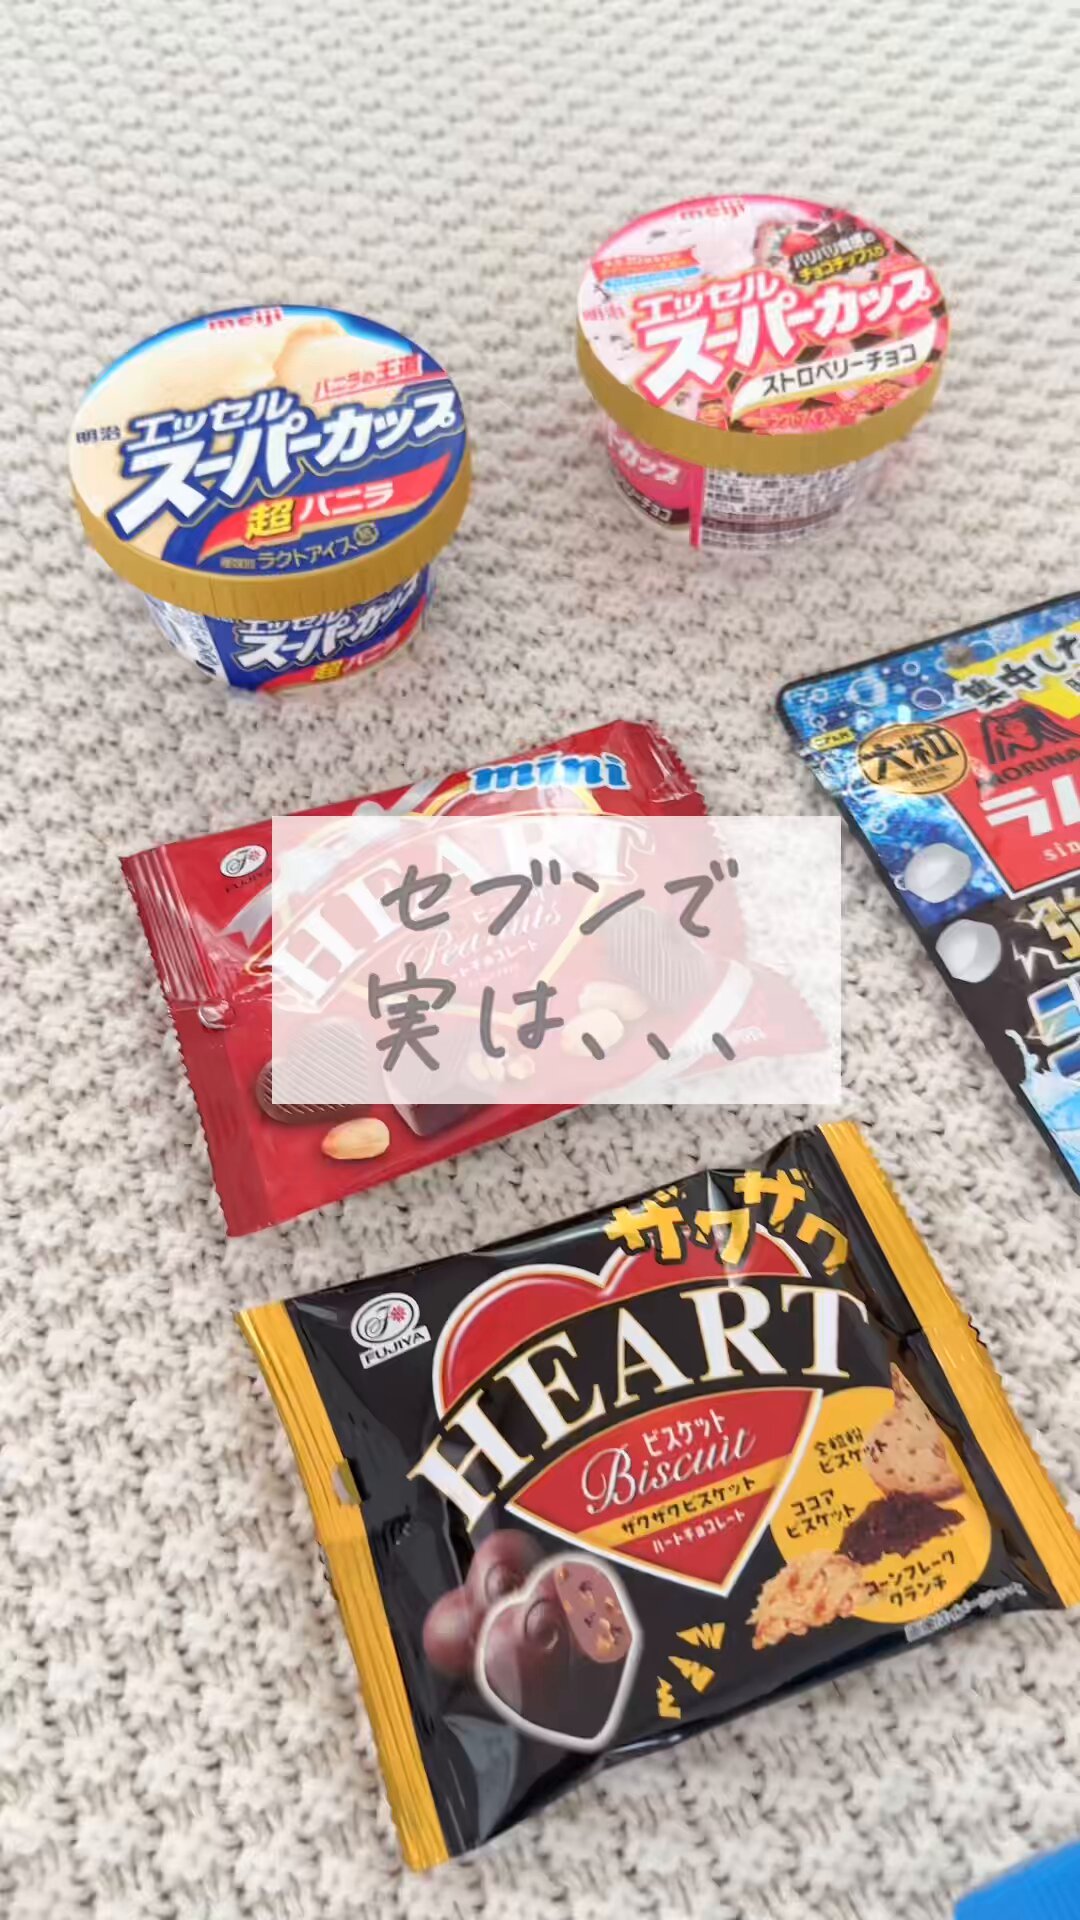 meiji
バニラの王道
明治 エッセル
スーパーカップ
超バニラ
ラクトアイス
エッセル
スーパーカップ
超バニラ
meiji
パリパリ食感の
チョコチップ入り
明治 エッセル
スーパーカップ
ストロベリーチョコ
集中した
大粒
MORINA
ラム
sin
強
mini
FUJIYA
HEART
Peanuts
セブンで
実は、、、
ザクザク
FUJIYA
HEART
ビスケット
Biscuit
ザクザクビスケット
ハートチョコレート
全粒粉
ビスケット
ココア
ビスケット
コーンフレーク
クランチ